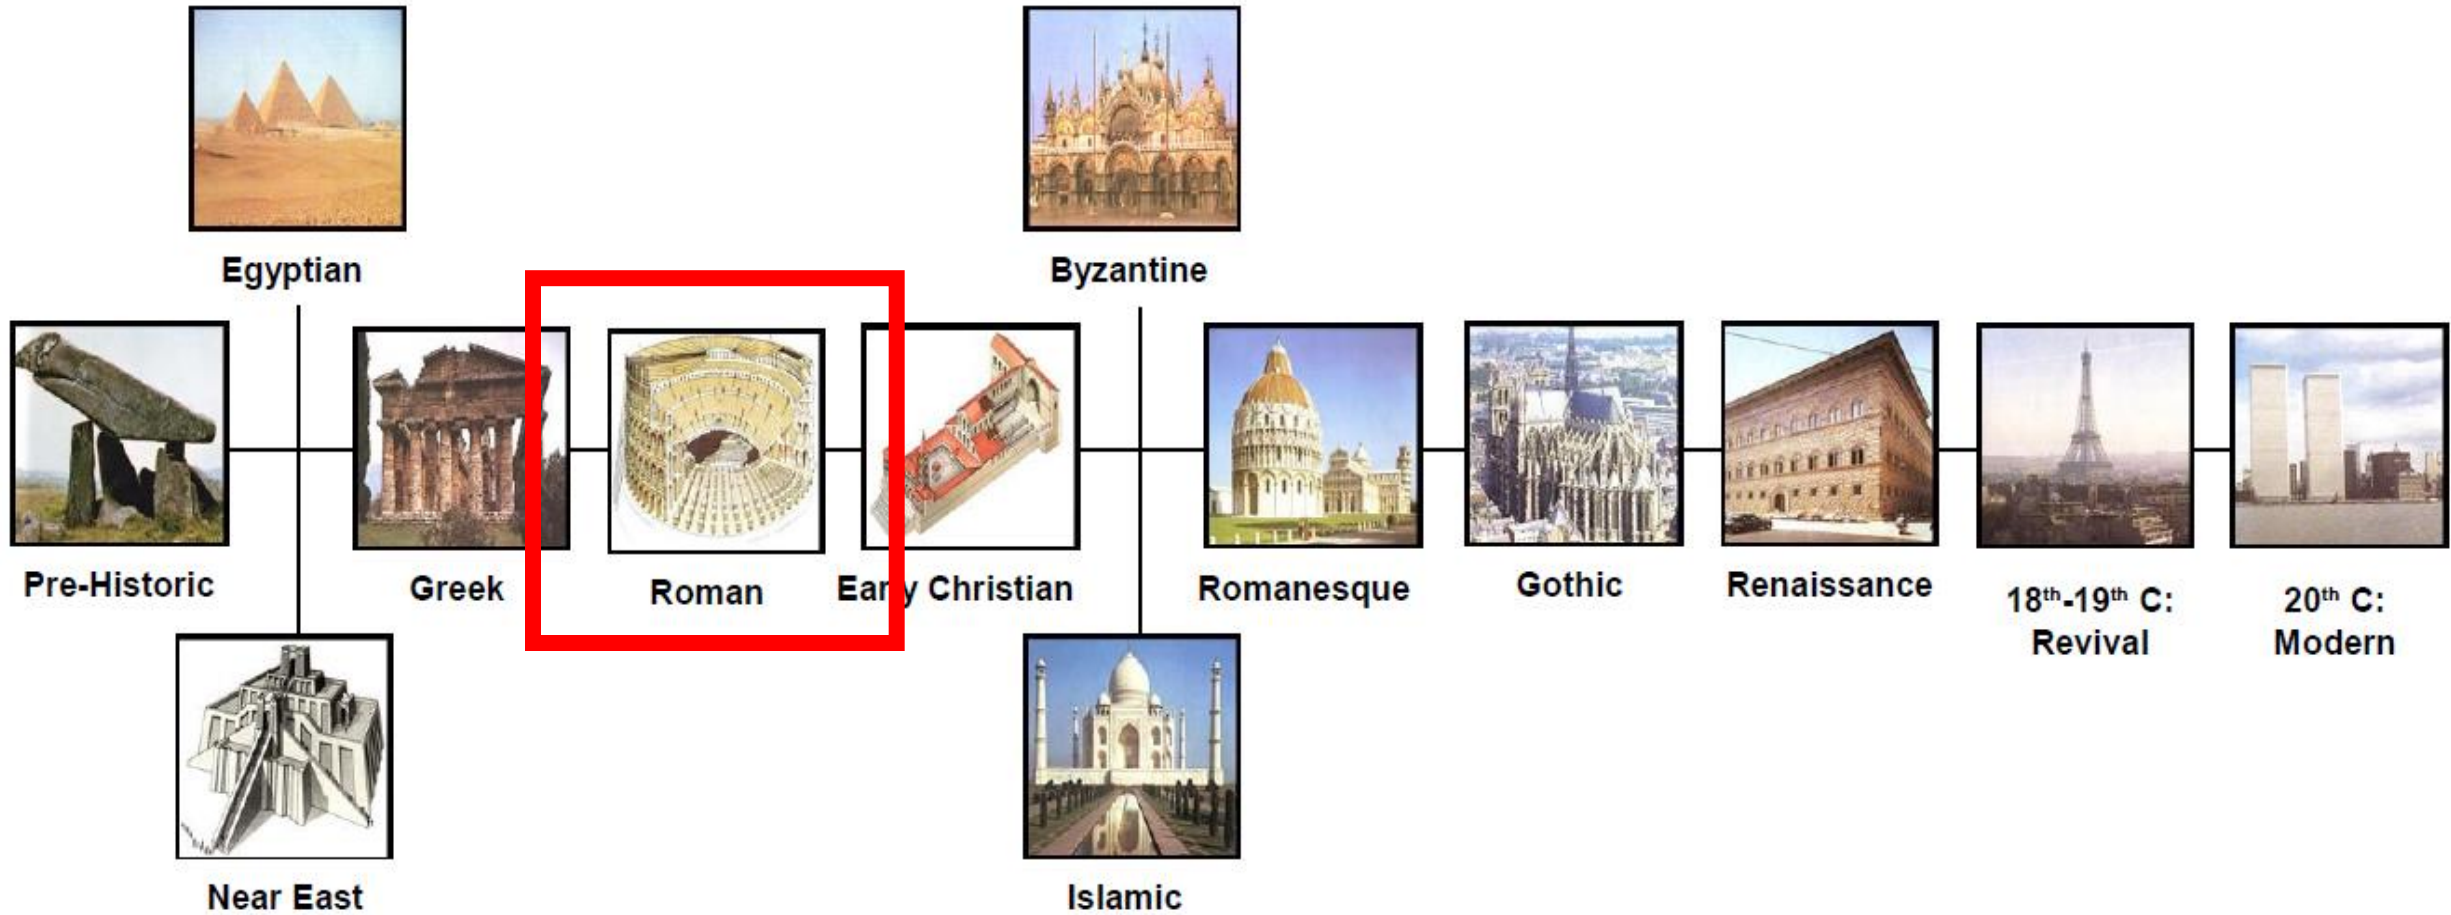 Egyptian
Byzantine
Pre-Historic
Greek
Roman
Early Christian
Romanesque
Gothic
Renaissance
18th-19th C:
Revival
20th C:
Modern
Near East
Islamic